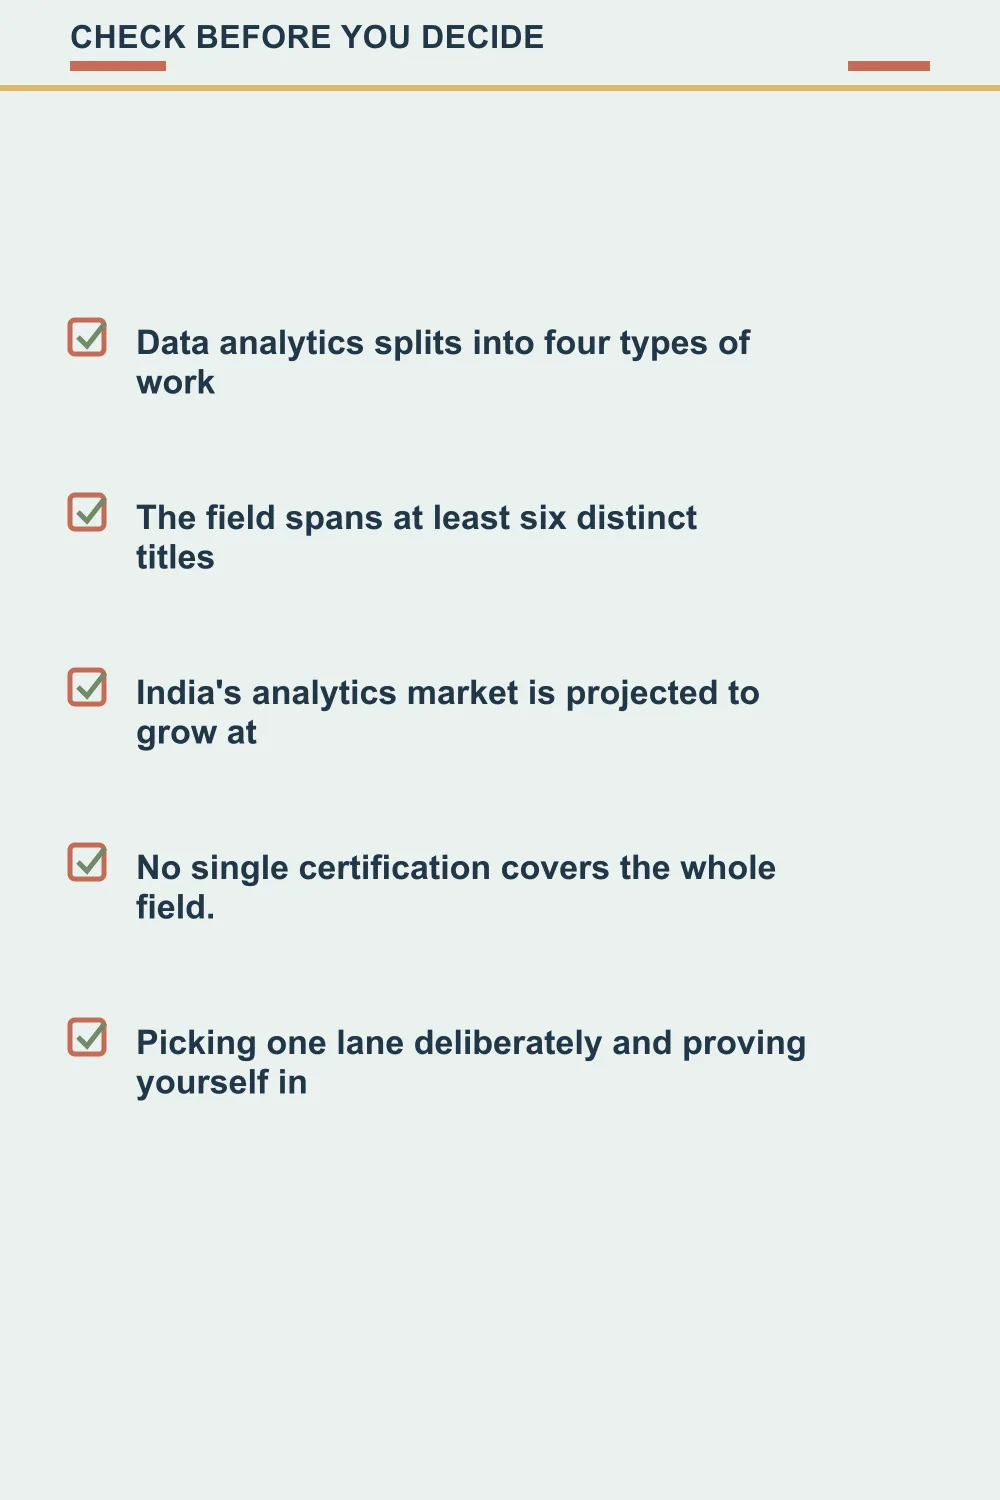 CHECK BEFORE YOU DECIDE
Data analytics splits into four types of
work
The field spans at least six distinct
titles
India's analytics market is projected to
grow at
No single certification covers the whole
field.
Picking one lane deliberately and proving
yourself in